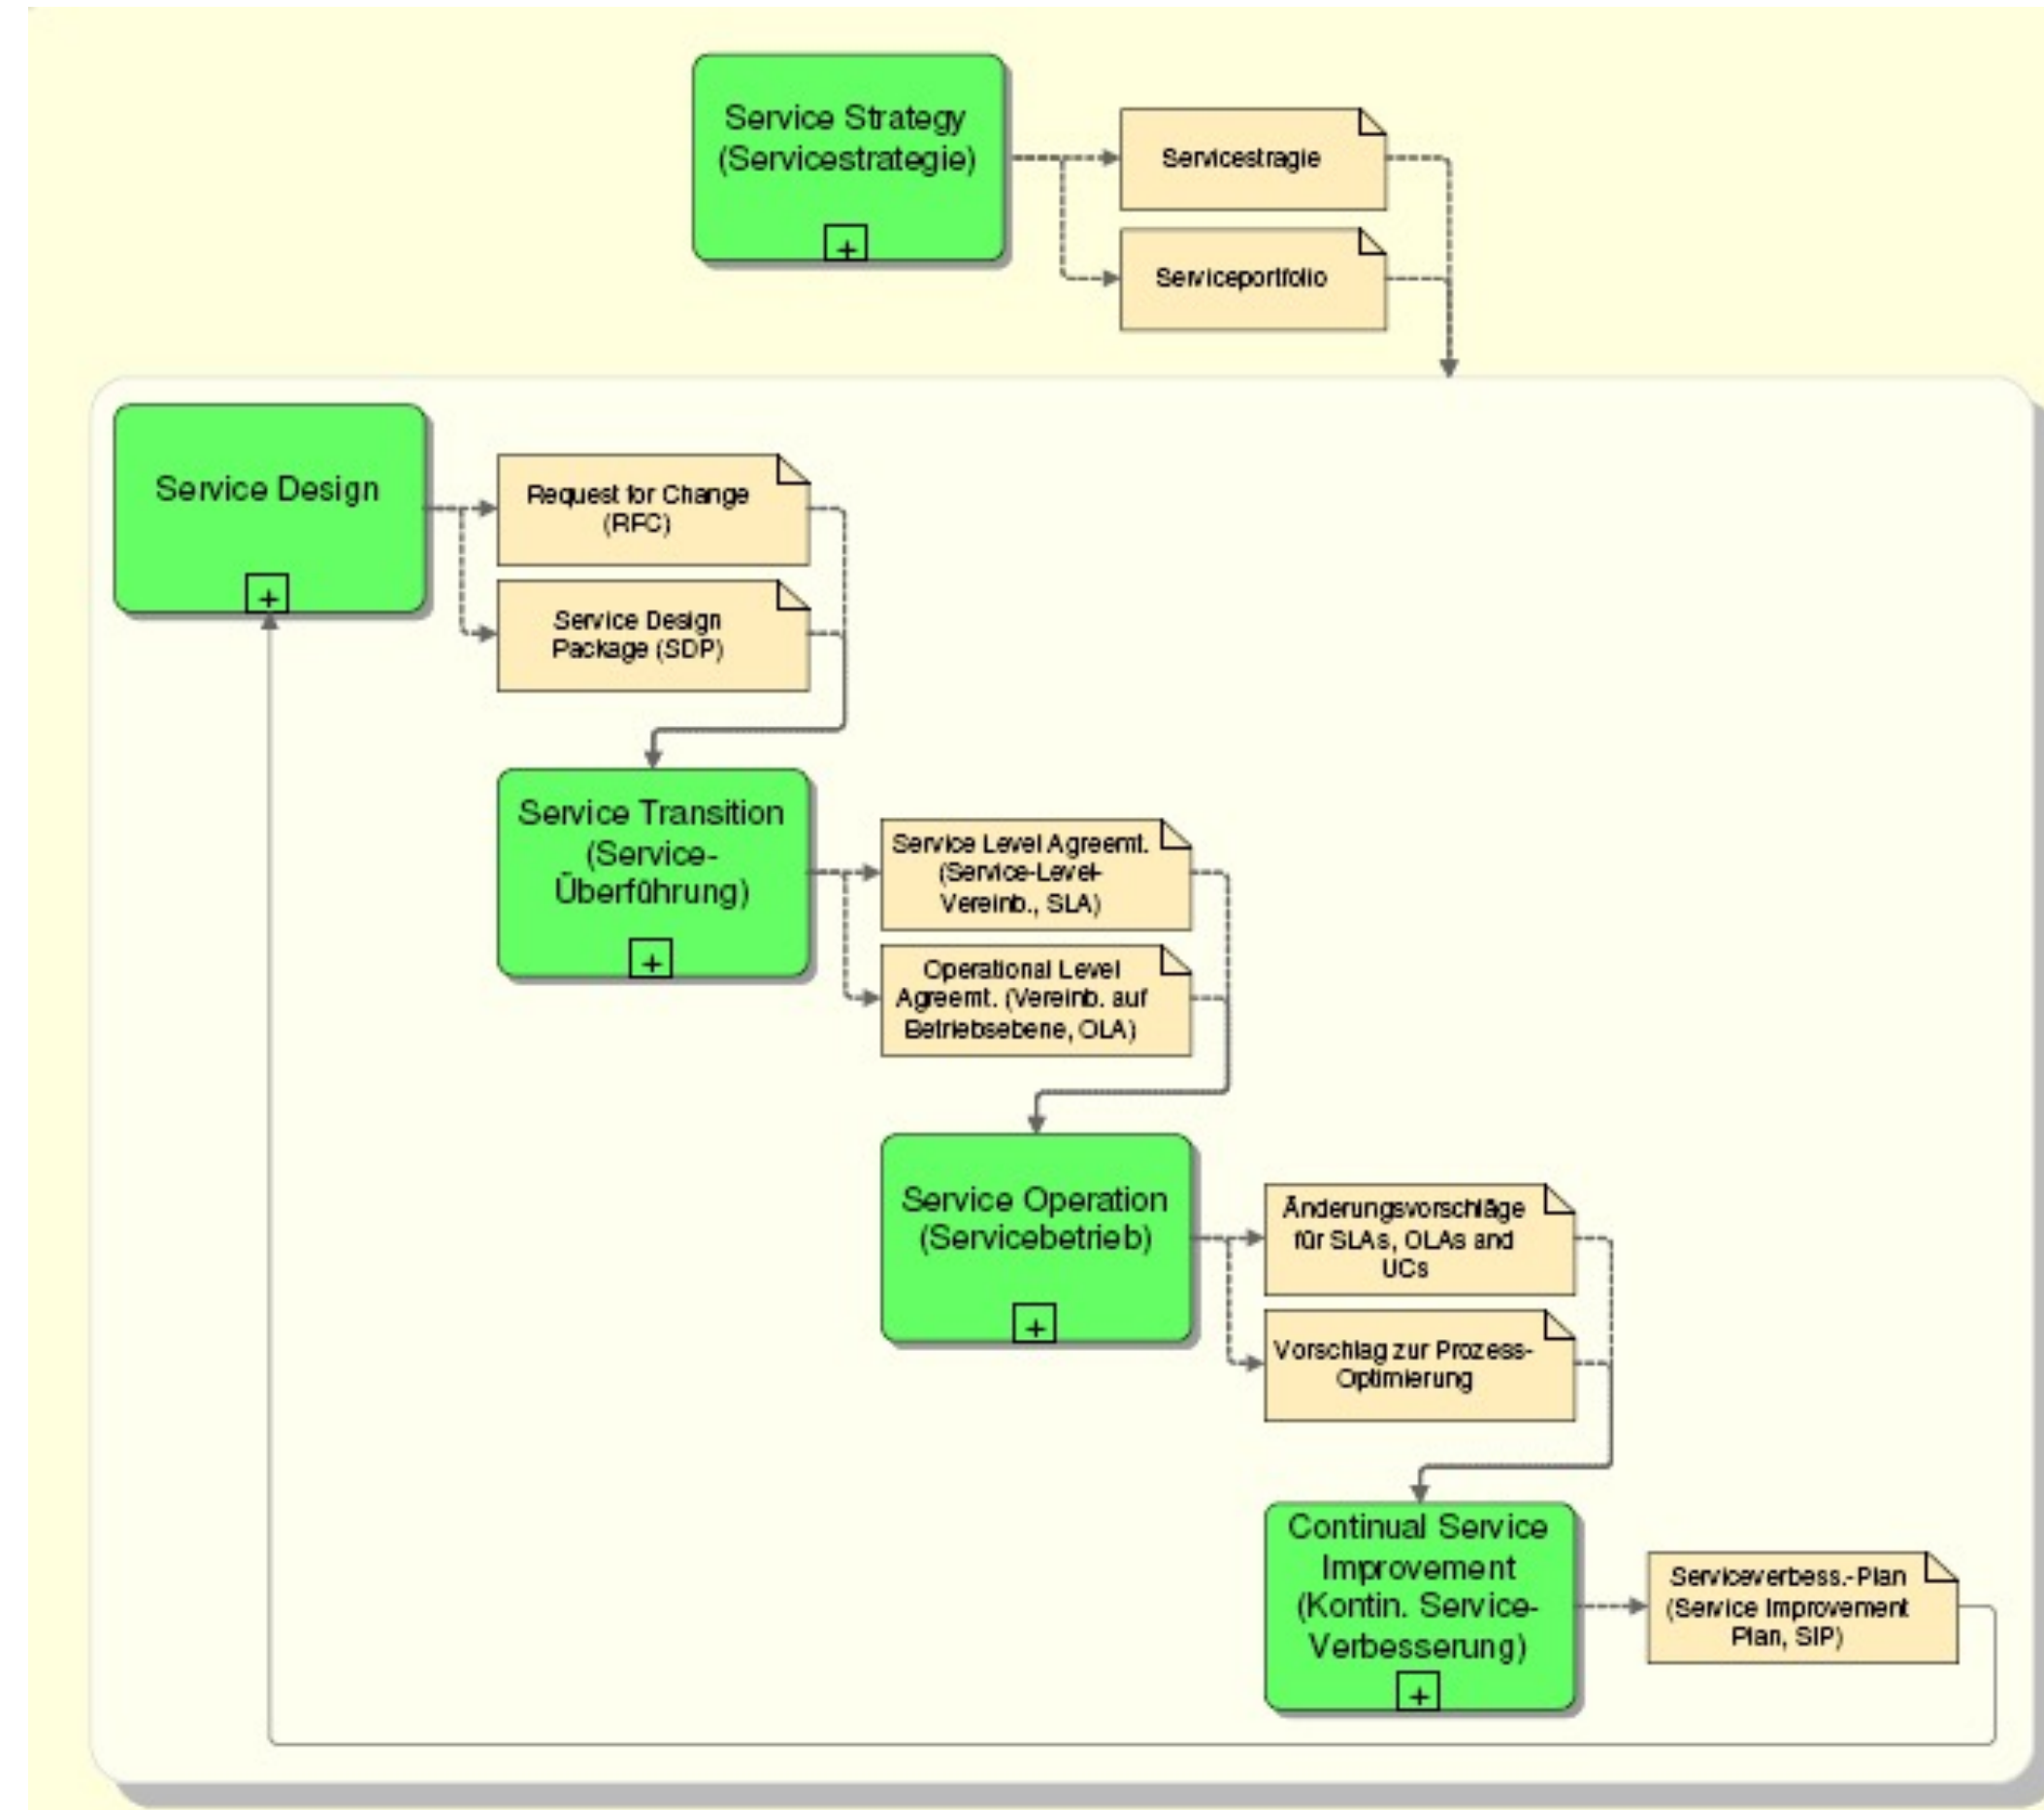 Service Strategy
(Servicestrategie)
+
Servicestragie
Serviceportfolio
Service Design
+
Request for Change
(RFC)
Service Design
Package (SDP)
Service Transition
(Service-
Überführung)
+
Service Level Agreemt.
(Service-Level-
Vereinb., SLA)
Operational Level
Agreemt. (Vereinb. auf
Betriebsebene, OLA)
Service Operation
(Servicebetrieb)
+
Änderungsvorschläge
für SLAs, OLAs and
UCs
Vorschlag zur Prozess-
Optimierung
Continual Service
Improvement
(Kontin. Service-
Verbesserung)
+
Serviceverbess.-Plan
(Service Improvement
Plan, SIP)